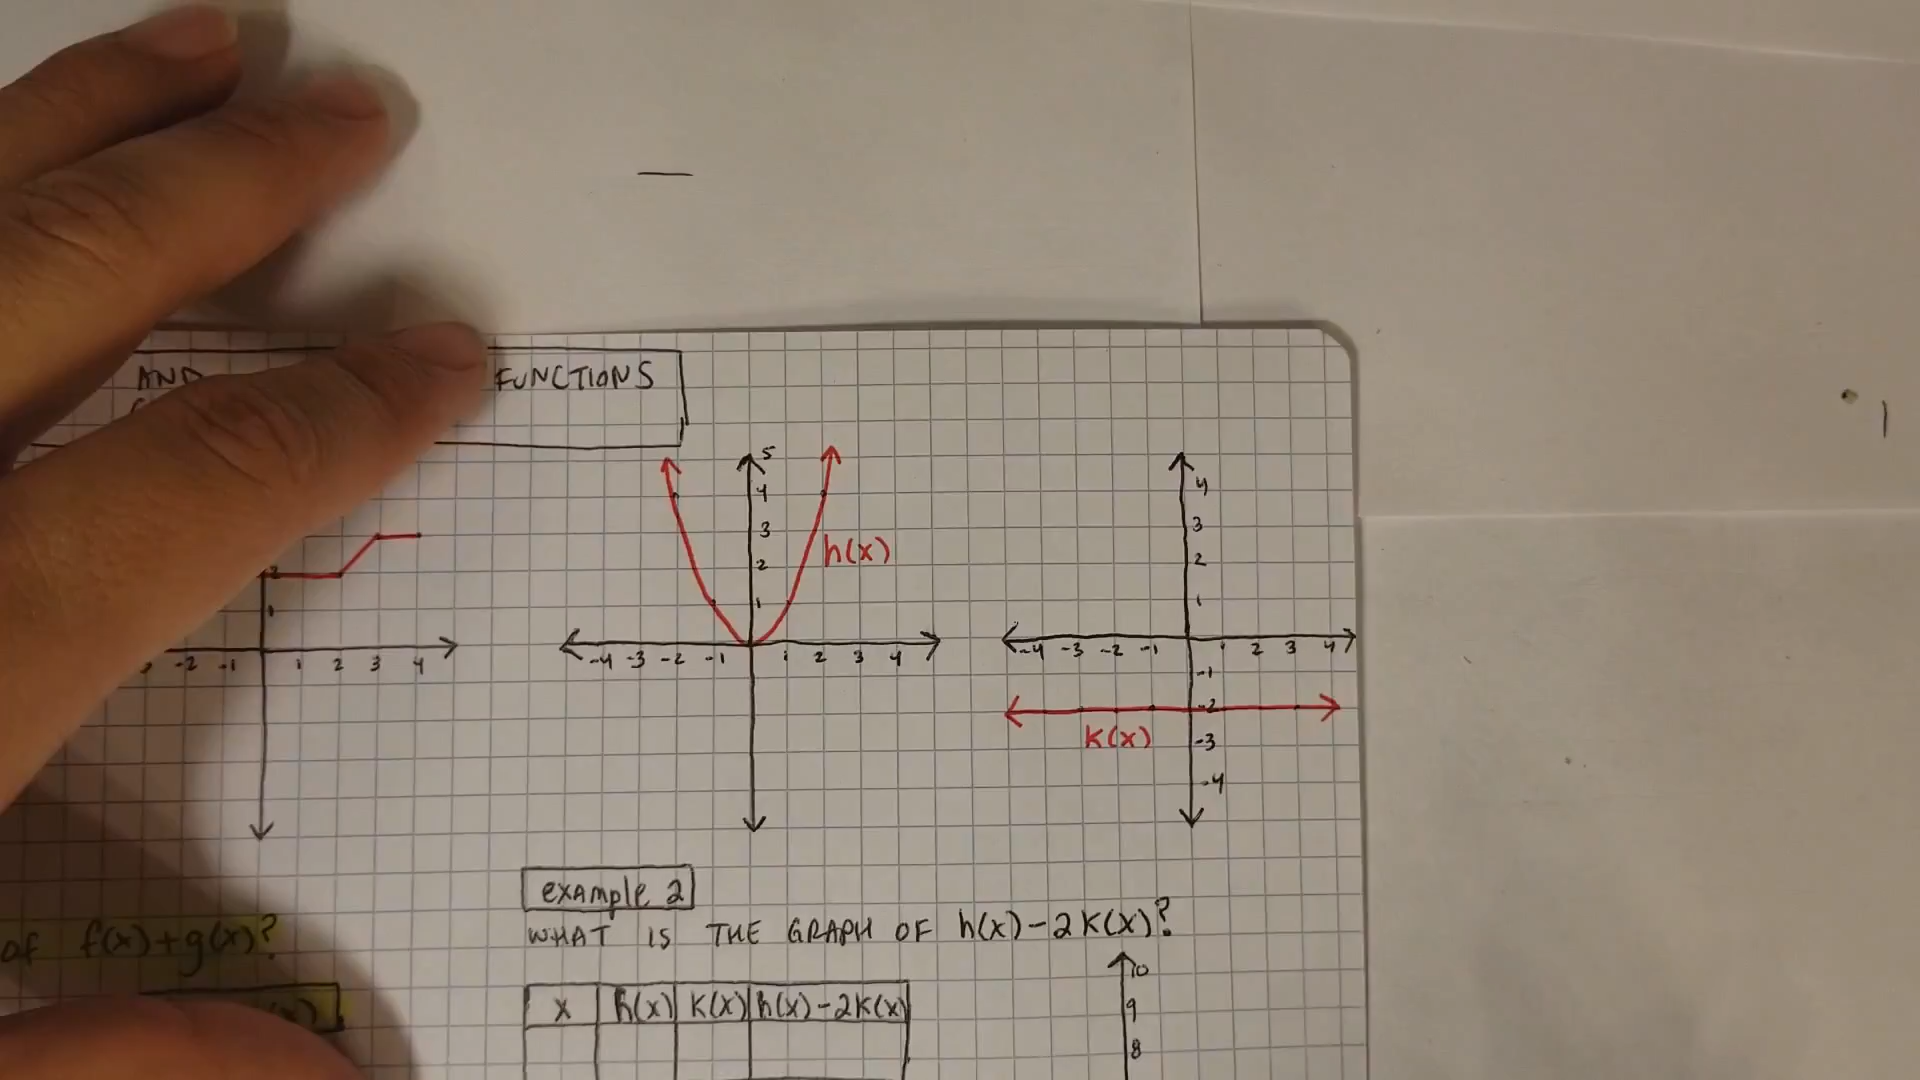 AND FUNCTIONS
5
4
3
2
1
h(x)
-4 -3 -2 -1 1 2 3 4
4
3
2
1
-4 -3 -2 -1 1 2 3 4
-1
-2
-3
-4
K(x)
2
1
-2 -1 1 2 3 4
of f(x)+g(x)?
example 2
WHAT IS THE GRAPH OF h(x)-2K(x)?
x h(x) K(x) h(x)-2K(x)
10
9
8